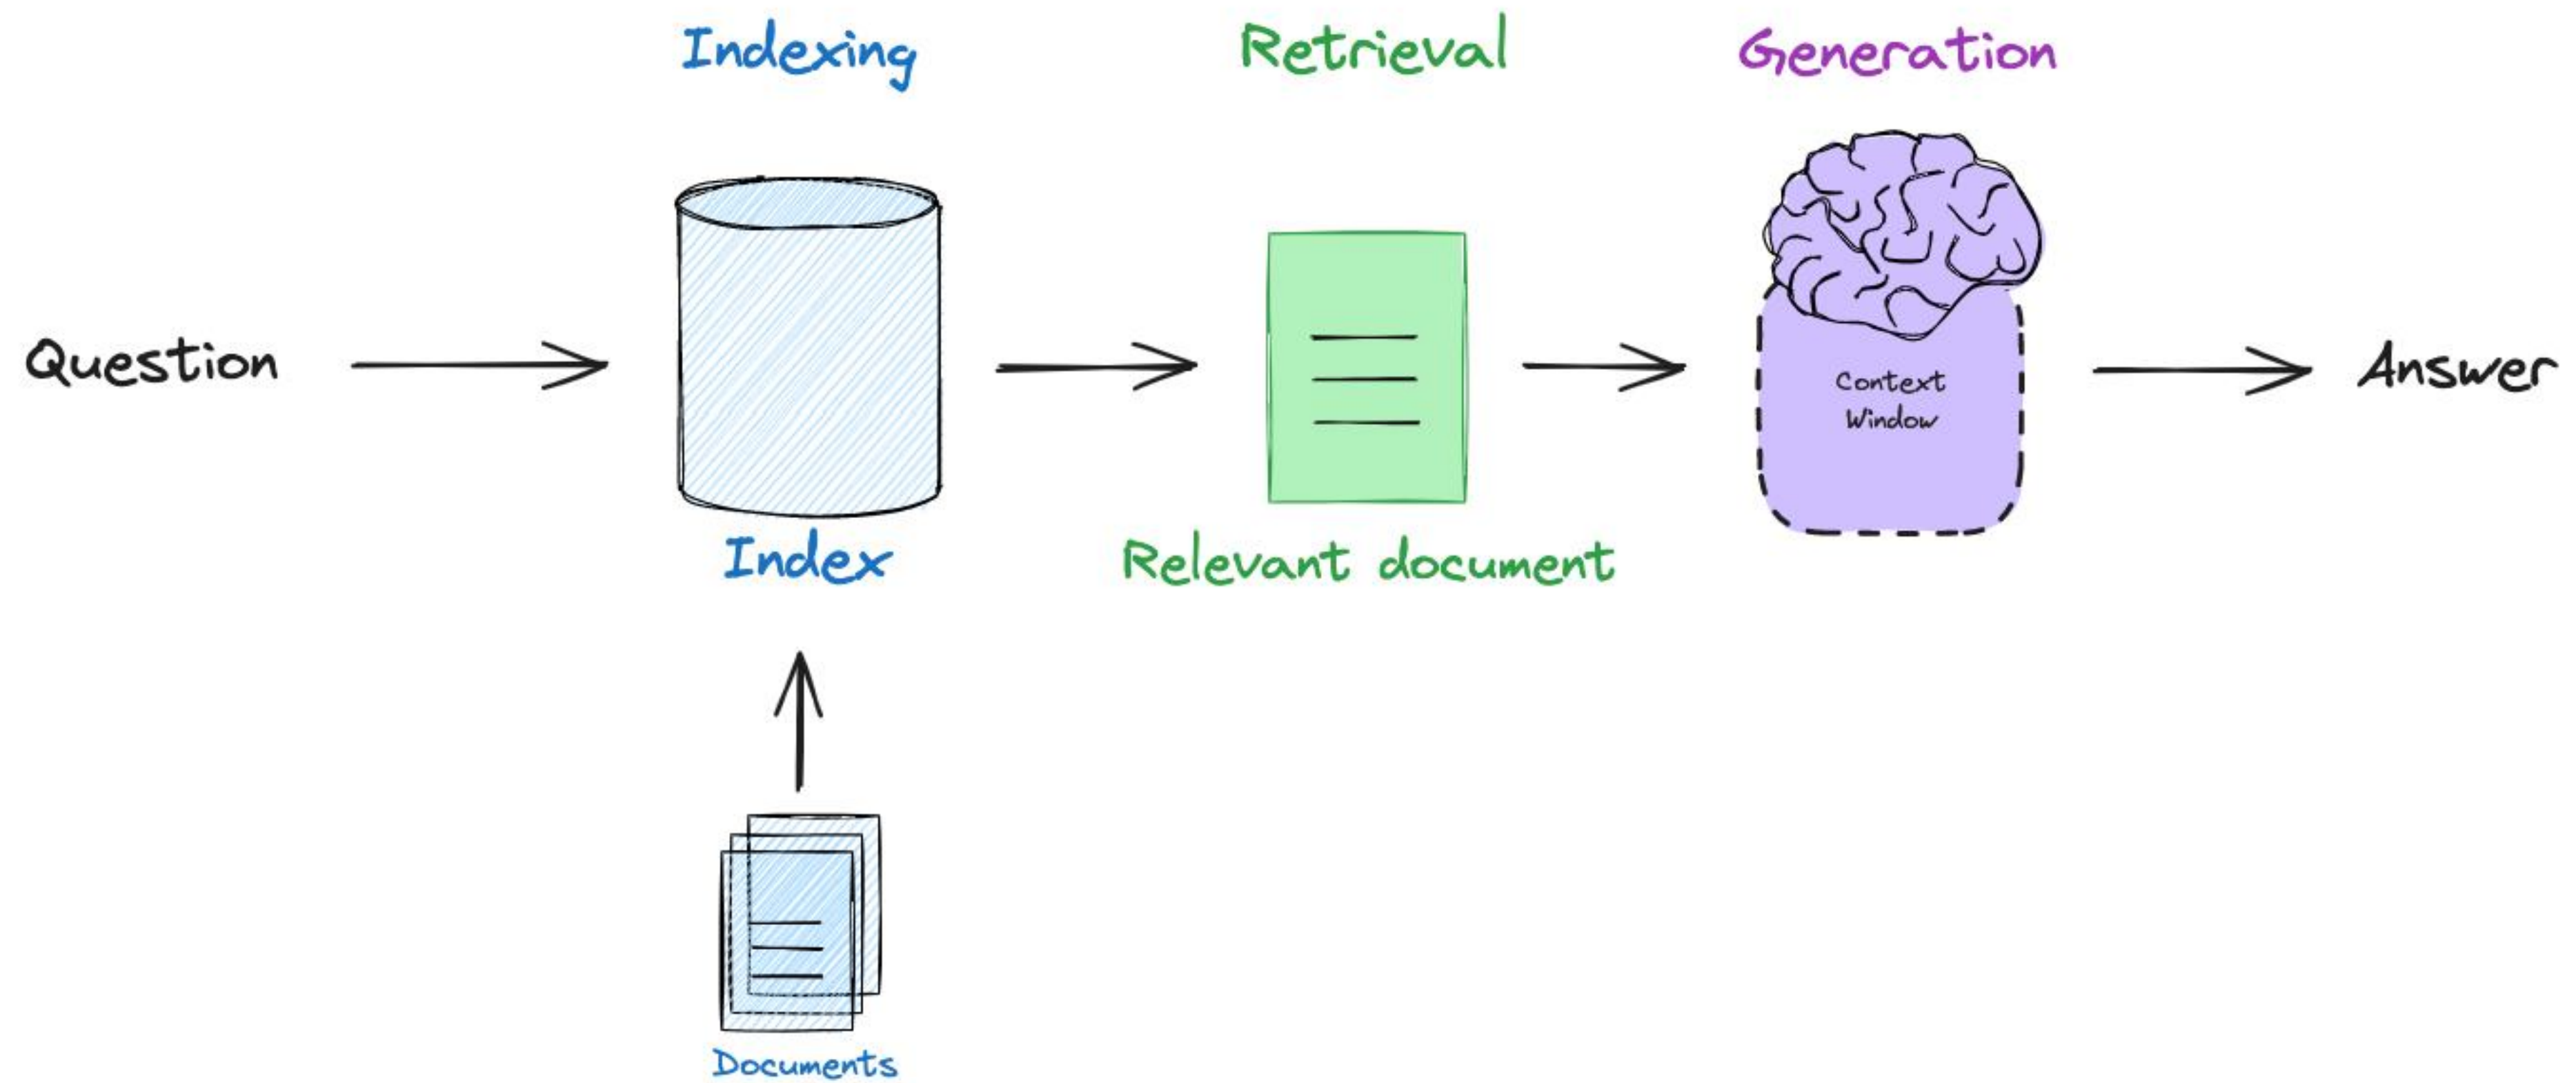 Indexing
Retrieval
Generation
Question
Context
Window
Answer
Index
Relevant document
Documents